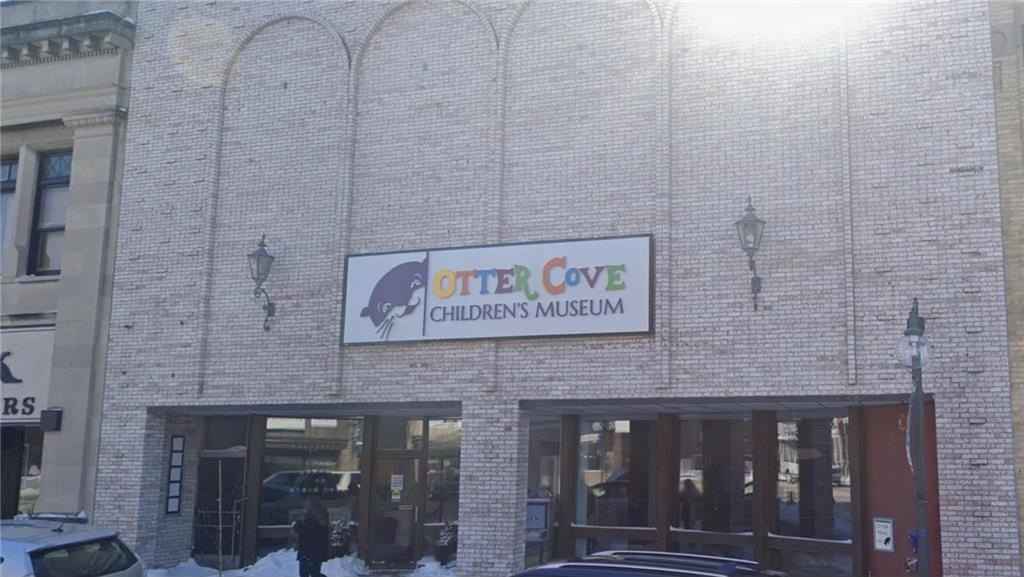 OTTER COVE
CHILDREN'S MUSEUM
RS